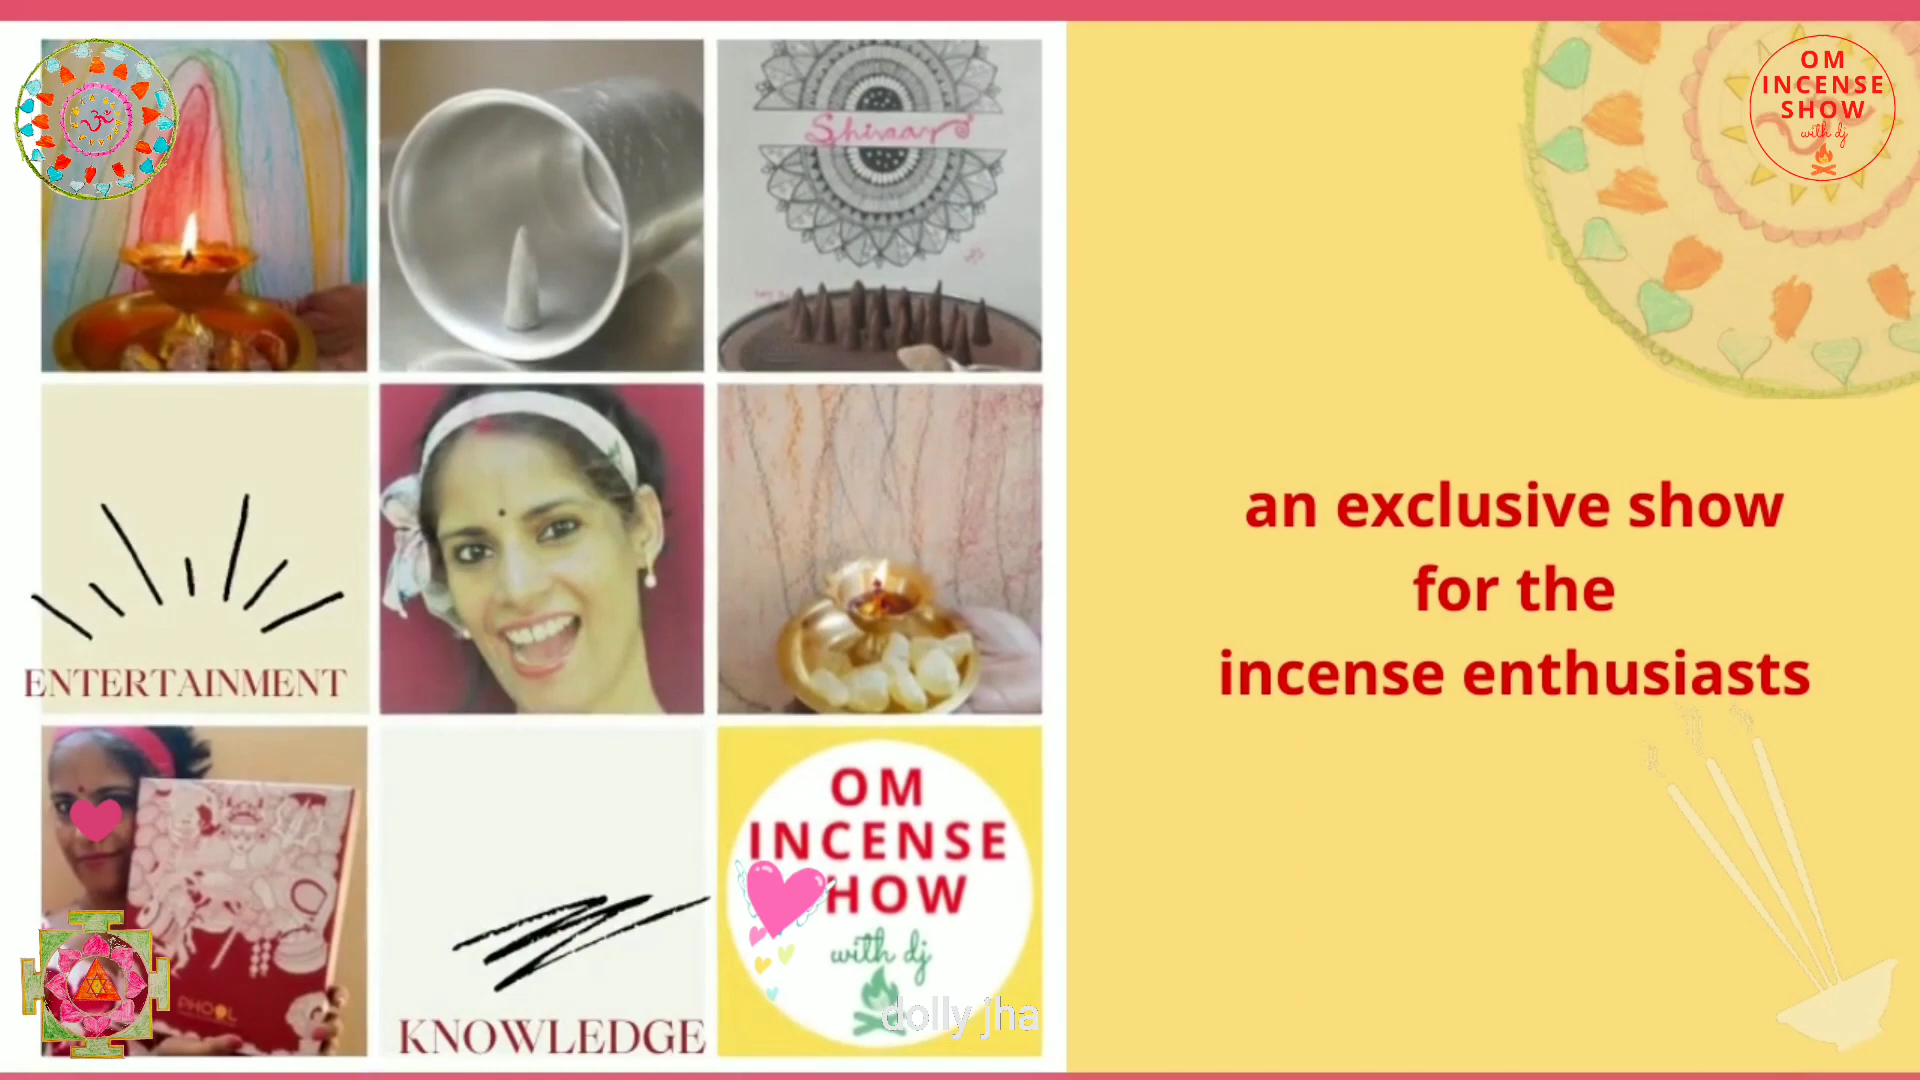 Shivaay
ENTERTAINMENT
PHOOL
KNOWLEDGE
OM
INCENSE
HOW
with dj
dolly jha
OM
INCENSE
SHOW
with dj
an exclusive show
for the
incense enthusiasts